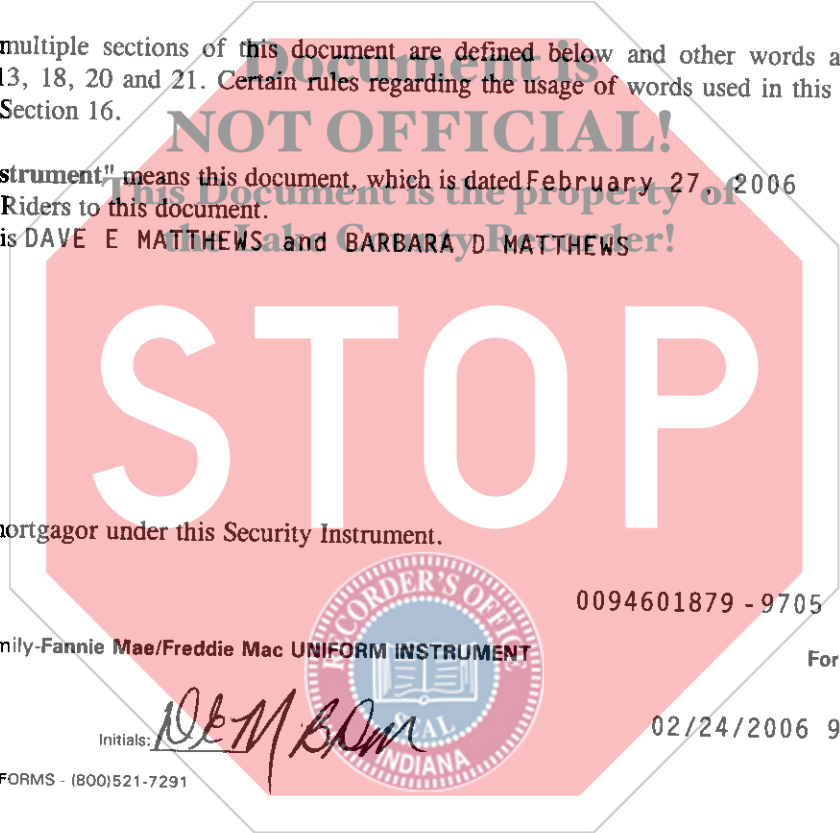 multiple sections of this document are defined below and other words a
Document is
13, 18, 20 and 21. Certain rules regarding the usage of words used in this
Section 16.
NOT OFFICIAL!
strument" means this document, which is dated February 27, 2006
This Document is the property of
Riders to this document.
is DAVE E MATTHEWS and BARBARA D MATTHEWS
the Lake County Recorder!
STOP
ortgagor under this Security Instrument.
RECORDER'S OFFICE
0094601879 - 9705
mily-Fannie Mae/Freddie Mac UNIFORM INSTRUMENT
For
Initials: DEM BDM
SEAL
02/24/2006 9
INDIANA
FORMS - (800)521-7291